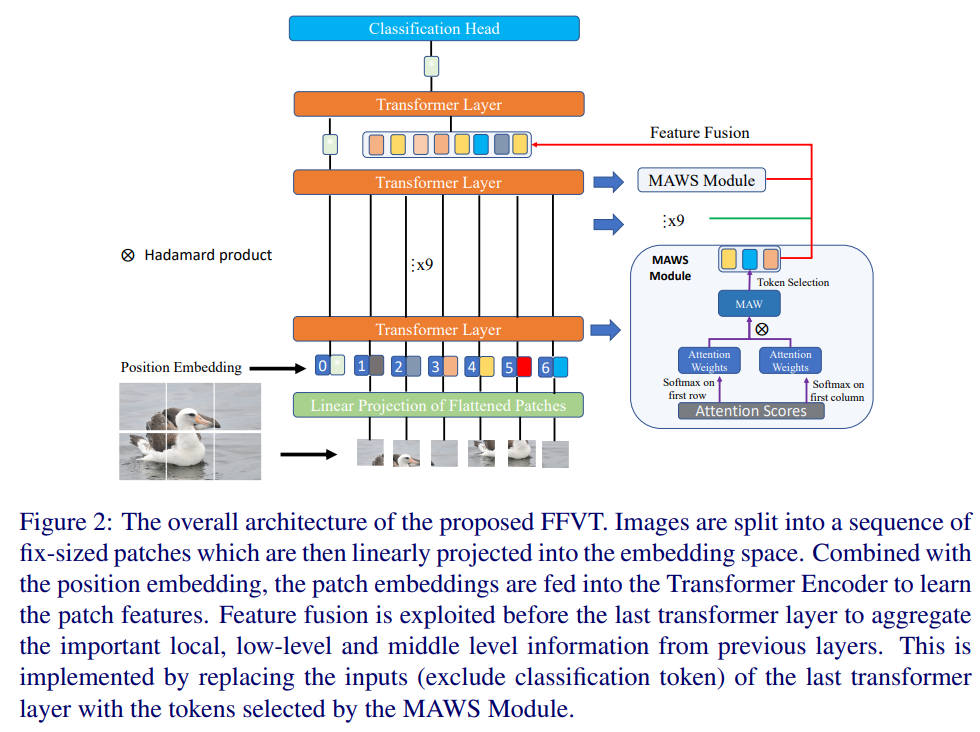 Classification Head
*
Transformer Layer
Feature Fusion
*
Transformer Layer
MAWS Module
⋮x9
⊗ Hadamard product
⋮x9
MAWS
Module
Token Selection
MAW
⊗
Transformer Layer
Attention
Weights
Attention
Weights
Position Embedding
0 * 1 2 3 4 5 6
Softmax on
first row
Softmax on
first column
Linear Projection of Flattened Patches
Attention Scores
Figure 2: The overall architecture of the proposed FFVT. Images are split into a sequence of
fix-sized patches which are then linearly projected into the embedding space. Combined with
the position embedding, the patch embeddings are fed into the Transformer Encoder to learn
the patch features. Feature fusion is exploited before the last transformer layer to aggregate
the important local, low-level and middle level information from previous layers. This is
implemented by replacing the inputs (exclude classification token) of the last transformer
layer with the tokens selected by the MAWS Module.